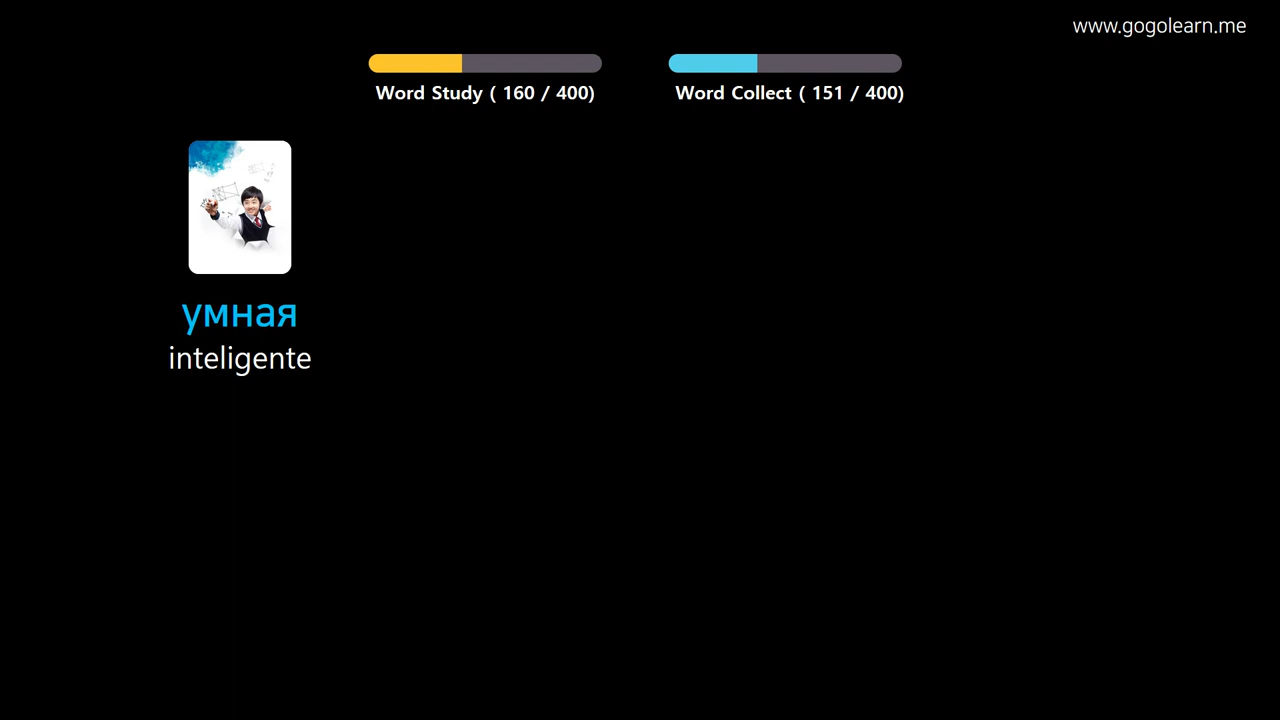 www.gogolearn.me
Word Study ( 160 / 400)
Word Collect ( 151 / 400)
умная
inteligente